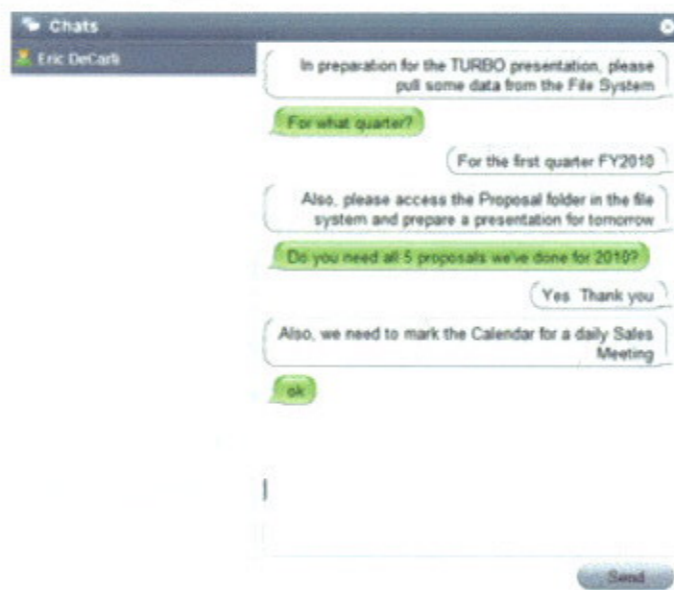 Chats
Eric DeCarli
In preparation for the TURBO presentation, please
pull some data from the File System
For what quarter?
For the first quarter FY2010
Also, please access the Proposal folder in the file
system and prepare a presentation for tomorrow
Do you need all 5 proposals we've done for 2010?
Yes Thank you
Also, we need to mark the Calendar for a daily Sales
Meeting
ok
Send